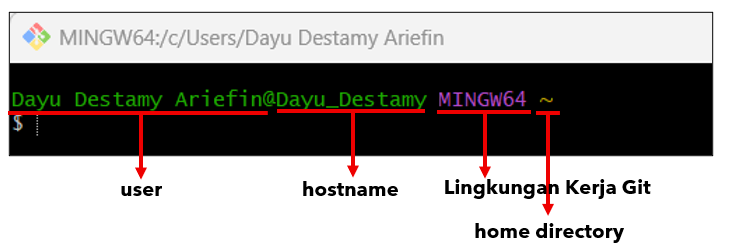 MINGW64:/c/Users/Dayu Destamy Ariefin
Dayu Destamy Ariefin@Dayu_Destamy MINGW64 ~
$
user
hostname
Lingkungan Kerja Git
home directory